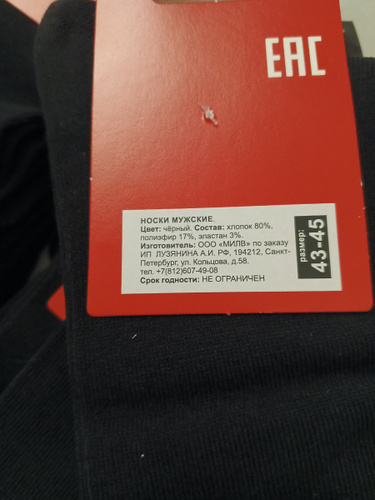 EAC
НОСКИ МУЖСКИЕ.
Цвет: чёрный. Состав: хлопок 80%,
полиэфир 17%, эластан 3%.
Изготовитель: ООО «МИЛВ» по заказу
ИП ЛУЗЯНИНА А.И. РФ, 194212, Санкт-
Петербург, ул. Кольцова, д.58.
тел. +7(812)607-49-08
Срок годности: НЕ ОГРАНИЧЕН
размер:
43-45